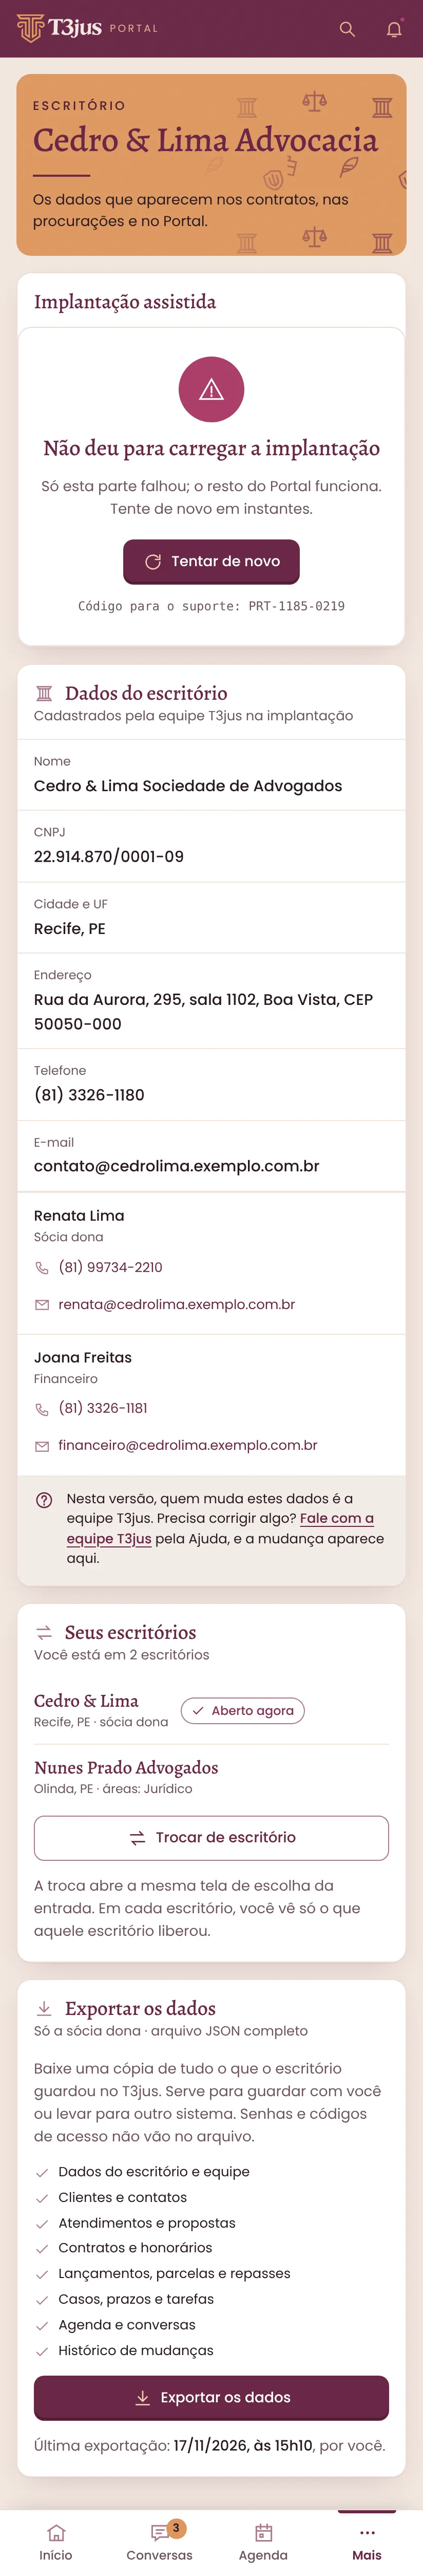 T3jus PORTAL
ESCRITÓRIO
Cedro & Lima Advocacia
Os dados que aparecem nos contratos, nas
procurações e no Portal.
Implantação assistida
Não deu para carregar a implantação
Só esta parte falhou; o resto do Portal funciona.
Tente de novo em instantes.
Tentar de novo
Código para o suporte: PRT-1185-0219
Dados do escritório
Cadastrados pela equipe T3jus na implantação
Nome
Cedro & Lima Sociedade de Advogados
CNPJ
22.914.870/0001-09
Cidade e UF
Recife, PE
Endereço
Rua da Aurora, 295, sala 1102, Boa Vista, CEP
50050-000
Telefone
(81) 3326-1180
E-mail
contato@cedrolima.exemplo.com.br
Renata Lima
Sócia dona
(81) 99734-2210
renata@cedrolima.exemplo.com.br
Joana Freitas
Financeiro
(81) 3326-1181
financeiro@cedrolima.exemplo.com.br
Nesta versão, quem muda estes dados é a
equipe T3jus. Precisa corrigir algo? Fale com a
equipe T3jus pela Ajuda, e a mudança aparece
aqui.
Seus escritórios
Você está em 2 escritórios
Cedro & Lima
Recife, PE · sócia dona
Aberto agora
Nunes Prado Advogados
Olinda, PE · áreas: Jurídico
Trocar de escritório
A troca abre a mesma tela de escolha da
entrada. Em cada escritório, você vê só o que
aquele escritório liberou.
Exportar os dados
Só a sócia dona · arquivo JSON completo
Baixe uma cópia de tudo o que o escritório
guardou no T3jus. Serve para guardar com você
ou levar para outro sistema. Senhas e códigos
de acesso não vão no arquivo.
Dados do escritório e equipe
Clientes e contatos
Atendimentos e propostas
Contratos e honorários
Lançamentos, parcelas e repasses
Casos, prazos e tarefas
Agenda e conversas
Histórico de mudanças
Exportar os dados
Última exportação: 17/11/2026, às 15h10, por você.
3
Início Conversas Agenda Mais